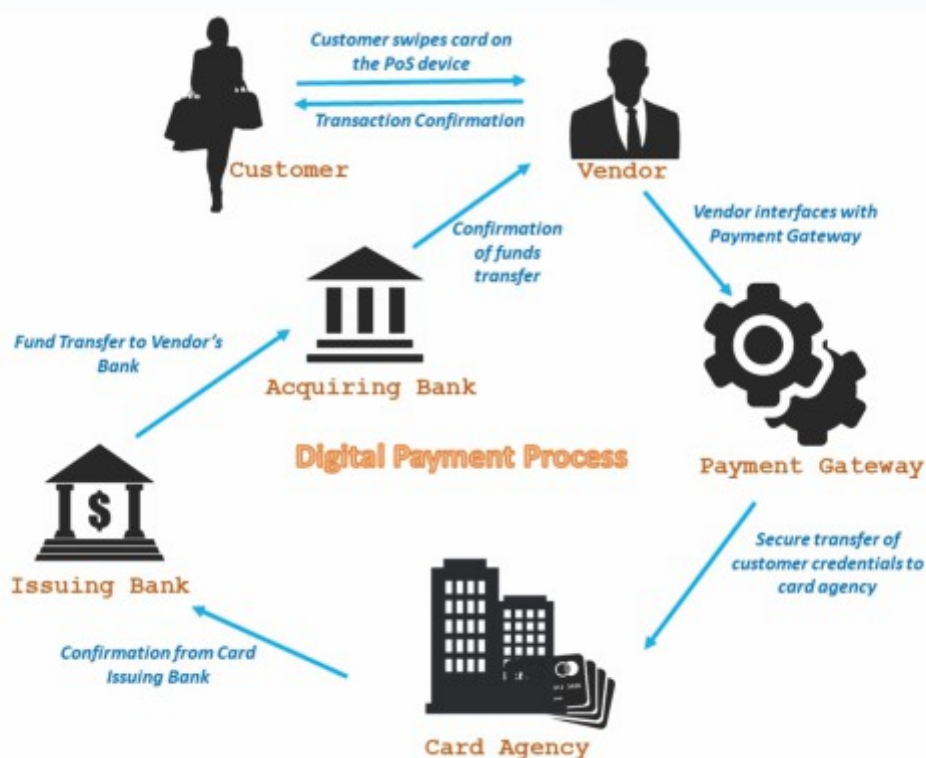 Customer swipes card on
the PoS device
Transaction Confirmation
Customer
Vendor
Vendor interfaces with
Payment Gateway
Confirmation
of funds
transfer
Fund Transfer to Vendor's
Bank
Acquiring Bank
Digital Payment Process
Payment Gateway
$
Issuing Bank
Secure transfer of
customer credentials to
card agency
Confirmation from Card
Issuing Bank
Card Agency